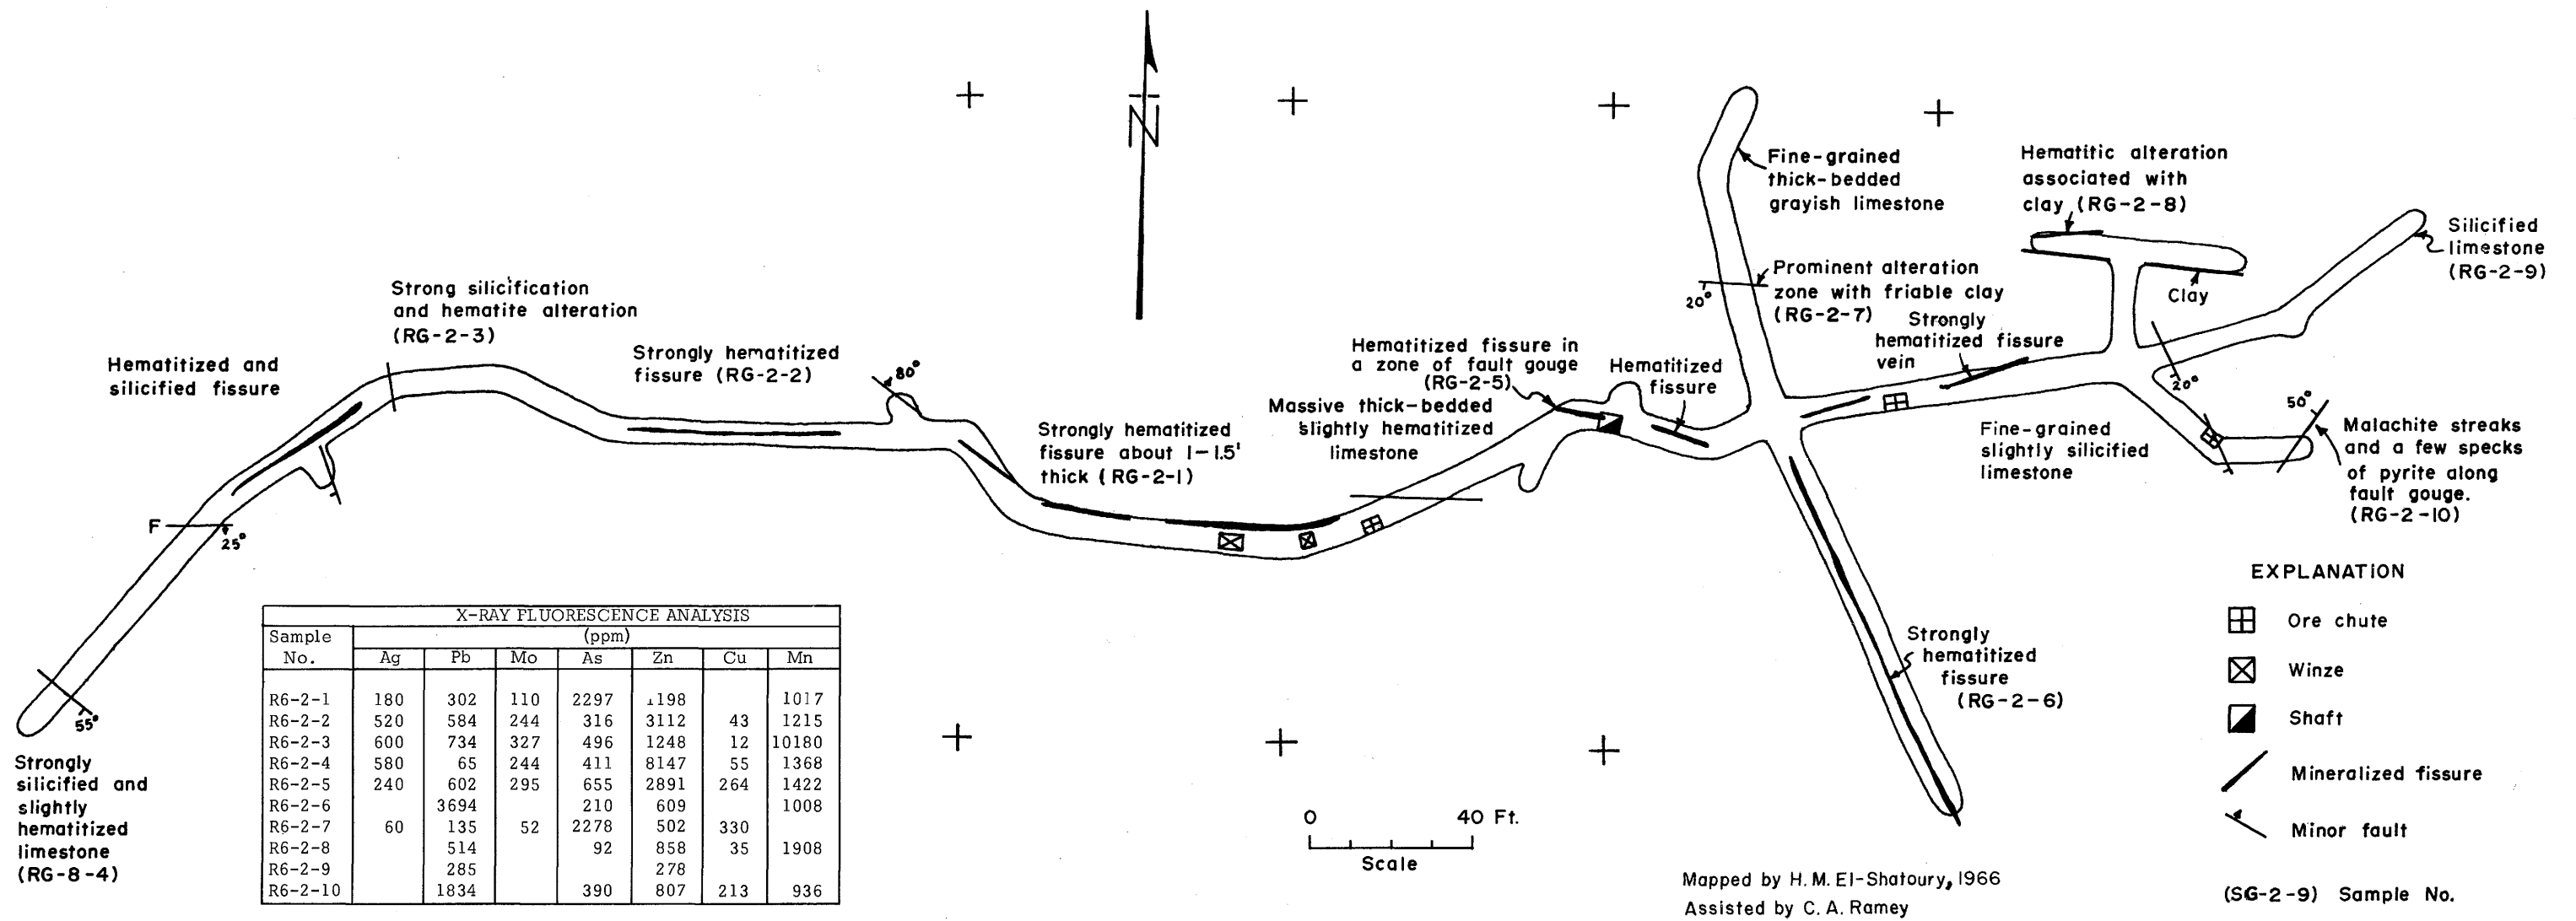 N
Fine-grained
thick-bedded
grayish limestone
Hematitic alteration
associated with
clay (RG-2-8)
Silicified
limestone
(RG-2-9)
Clay
Prominent alteration
zone with friable clay
(RG-2-7)
20°
Strongly
hematitized fissure
vein
Strong silicification
and hematite alteration
(RG-2-3)
Hematitized and
silicified fissure
Strongly hematitized
fissure (RG-2-2)
80°
Hematitized fissure in
a zone of fault gouge
(RG-2-5)
Hematitized
fissure
Massive thick-bedded
slightly hematitized
limestone
Strongly hematitized
fissure about 1-1.5'
thick (RG-2-1)
20°
50°
Fine-grained
slightly silicified
limestone
Malachite streaks
and a few specks
of pyrite along
fault gouge.
(RG-2-10)
F
25°
55°
Strongly
silicified and
slightly
hematitized
limestone
(RG-8-4)
X-RAY FLUORESCENCE ANALYSIS
Sample No. (ppm)
Ag Pb Mo As Zn Cu Mn
R6-2-1 180 302 110 2297 1198 1017
R6-2-2 520 584 244 316 3112 43 1215
R6-2-3 600 734 327 496 1248 12 10180
R6-2-4 580 65 244 411 8147 55 1368
R6-2-5 240 602 295 655 2891 264 1422
R6-2-6 3694 210 609 1008
R6-2-7 60 135 52 2278 502 330
R6-2-8 514 92 858 35 1908
R6-2-9 285 278
R6-2-10 1834 390 807 213 936
Strongly
hematitized
fissure
(RG-2-6)
0 40 Ft.
Scale
EXPLANATION
Ore chute
Winze
Shaft
Mineralized fissure
Minor fault
(SG-2-9) Sample No.
Mapped by H. M. El-Shatoury, 1966
Assisted by C. A. Ramey